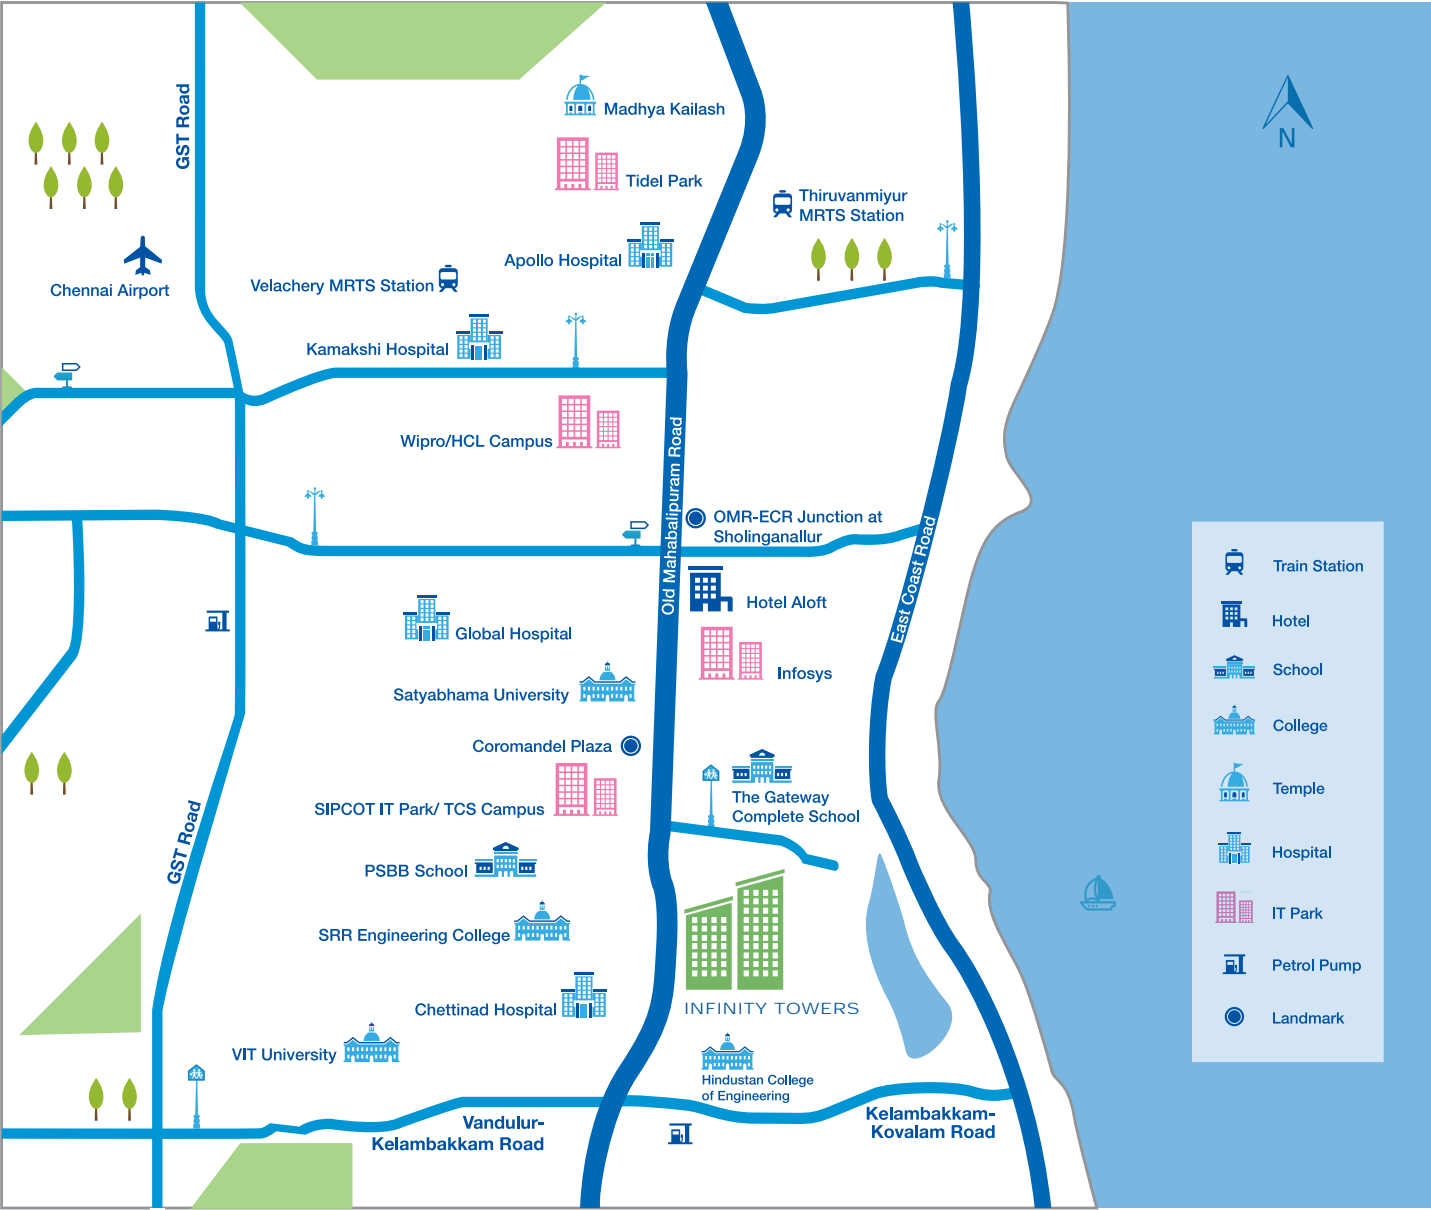 GST Road
Madhya Kailash
Tidel Park
Thiruvanmiyur
MRTS Station
N
Apollo Hospital
Velachery MRTS Station
Chennai Airport
Kamakshi Hospital
Wipro/HCL Campus
Old Mahabalipuram Road
OMR-ECR Junction at
Sholinganallur
East Coast Road
Hotel Aloft
Global Hospital
Infosys
Satyabhama University
Coromandel Plaza
SIPCOT IT Park/ TCS Campus
The Gateway
Complete School
GST Road
PSBB School
SRR Engineering College
Chettinad Hospital
INFINITY TOWERS
VIT University
Hindustan College
of Engineering
Vandulur-
Kelambakkam Road
Kelambakkam-
Kovalam Road
Train Station
Hotel
School
College
Temple
Hospital
IT Park
Petrol Pump
Landmark